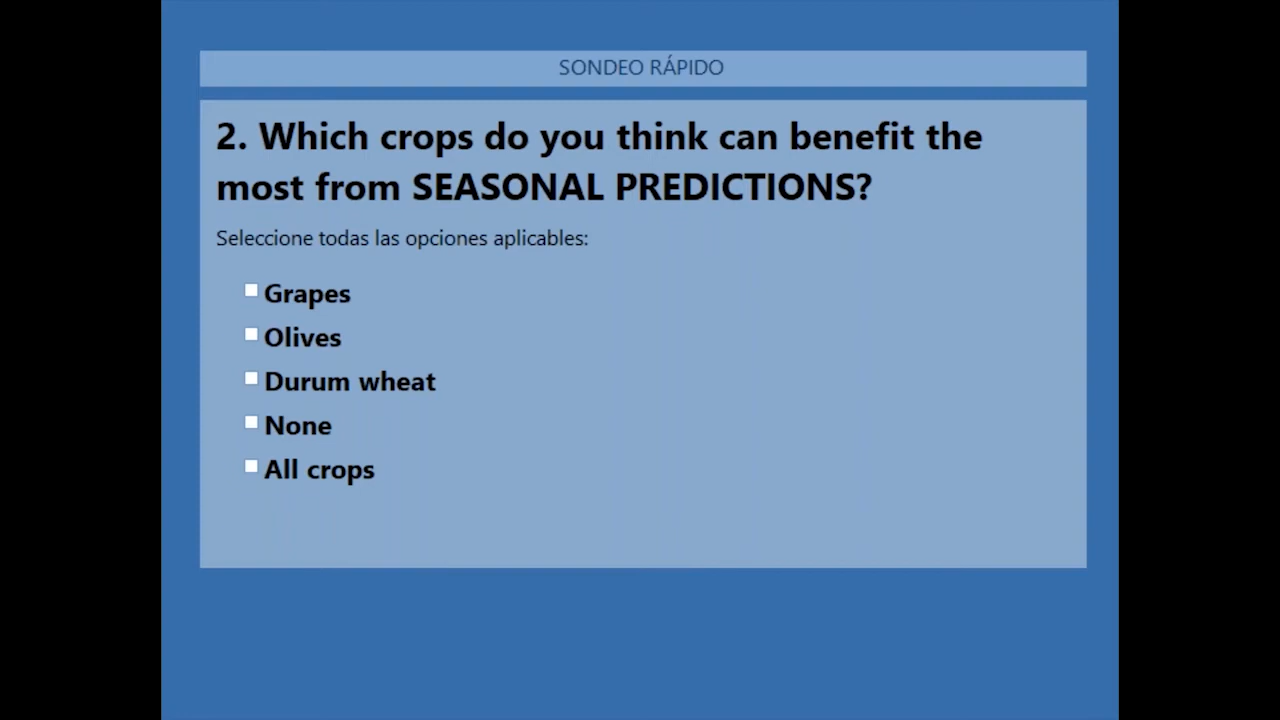 SONDEO RÁPIDO
2. Which crops do you think can benefit the
most from SEASONAL PREDICTIONS?
Seleccione todas las opciones aplicables:
Grapes
Olives
Durum wheat
None
All crops